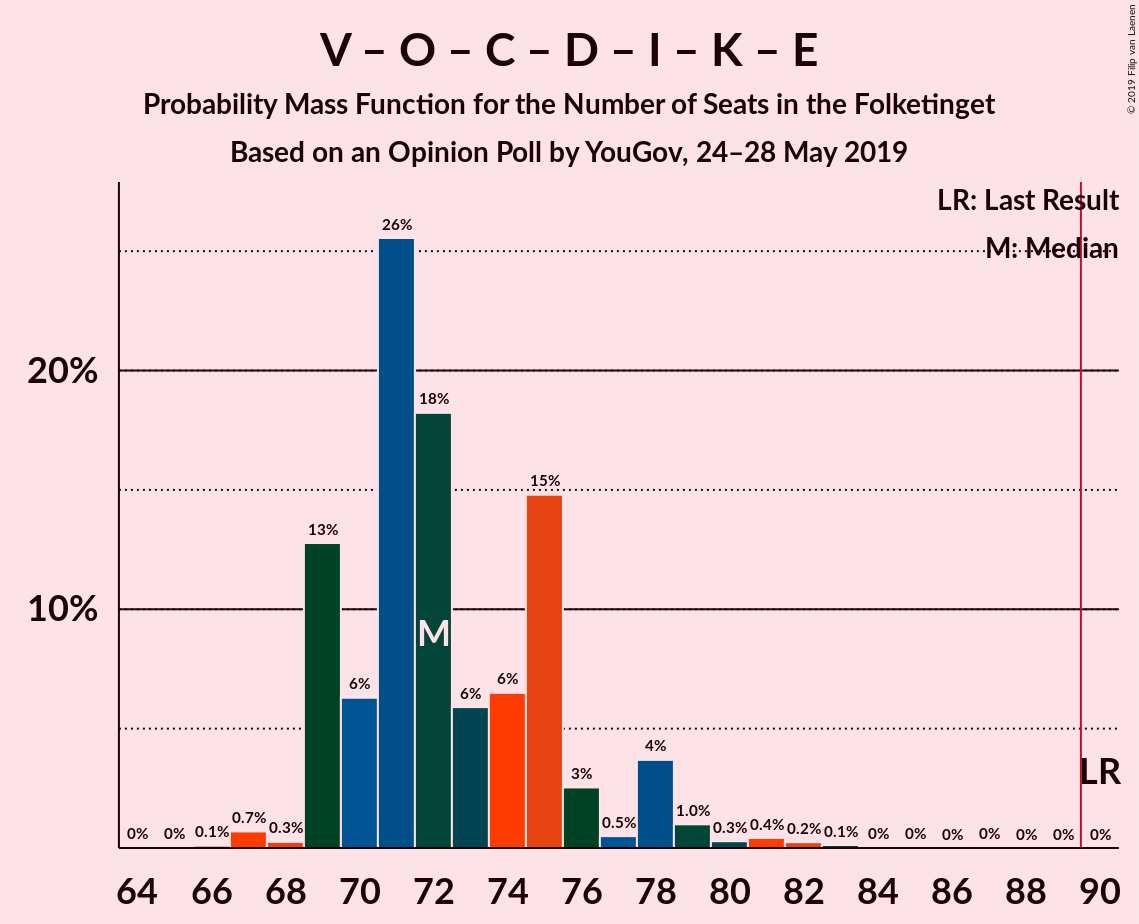 V – O – C – D – I – K – E
Probability Mass Function for the Number of Seats in the Folketinget
Based on an Opinion Poll by YouGov, 24–28 May 2019
© 2019 Filip van Laenen
LR: Last Result
M: Median
20%
10%
0% 0% 0.1% 0.7% 0.3% 13% 6% 26% 18% 6% 6% 15% 3% 0.5% 4% 1.0% 0.3% 0.4% 0.2% 0.1% 0% 0% 0% 0% 0% 0% 0%
M
LR
64 66 68 70 72 74 76 78 80 82 84 86 88 90